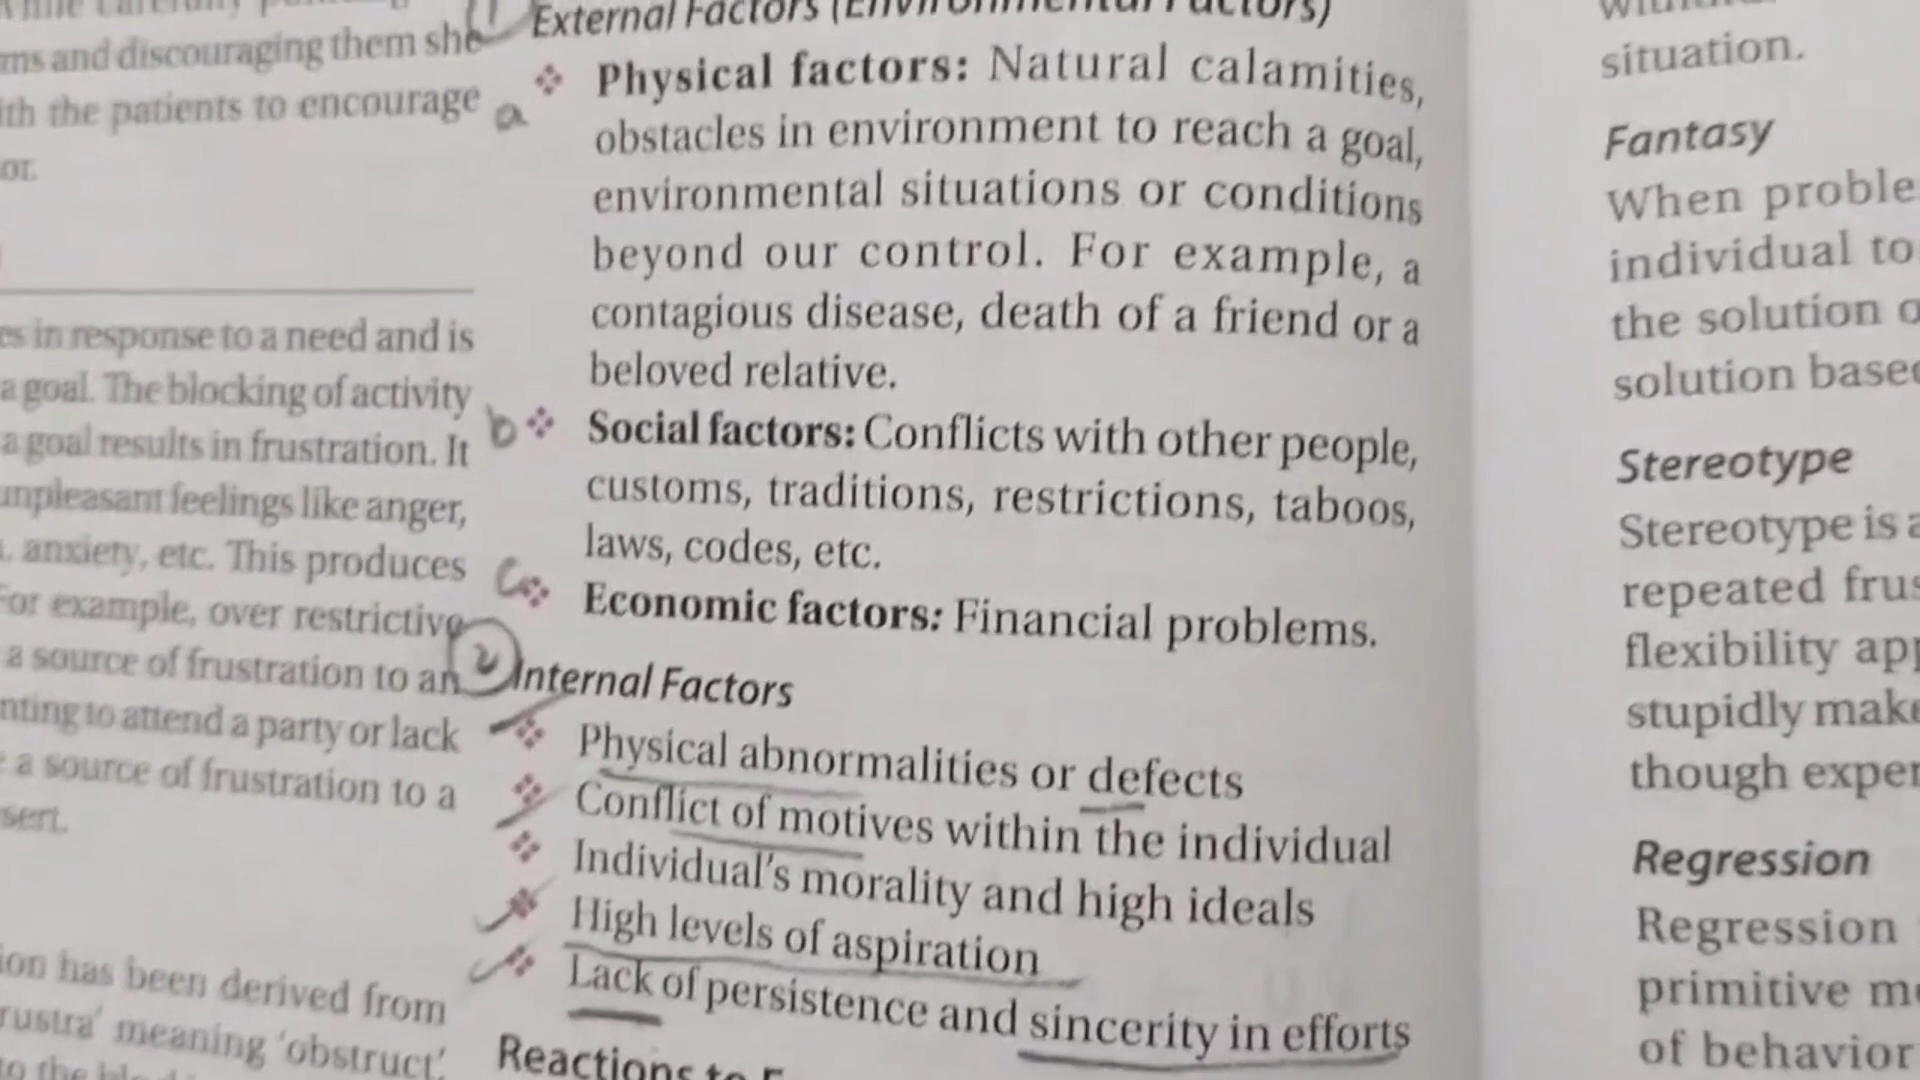 ms and discouraging them she
ith the patients to encourage
or.
es in response to a need and is
a goal. The blocking of activity
a goal results in frustration. It
unpleasant feelings like anger,
anxiety, etc. This produces
For example, over restrictive
a source of frustration to an
nting to attend a party or lack
a source of frustration to a
sert.
ion has been derived from
rustra' meaning 'obstruct'.
to the
1
External Factors (Environmental Factors)
a
❖ Physical factors: Natural calamities,
obstacles in environment to reach a goal,
environmental situations or conditions
beyond our control. For example, a
contagious disease, death of a friend or a
beloved relative.
b
❖ Social factors: Conflicts with other people,
customs, traditions, restrictions, taboos,
laws, codes, etc.
C
❖ Economic factors: Financial problems.
2
Internal Factors
❖ Physical abnormalities or defects
❖ Conflict of motives within the individual
❖ Individual's morality and high ideals
❖ High levels of aspiration
❖ Lack of persistence and sincerity in efforts
Reactions to F
situation.
Fantasy
When proble
individual to
the solution o
solution based
Stereotype
Stereotype is a
repeated frus
flexibility app
stupidly make
though exper
Regression
Regression
primitive m
of behavior